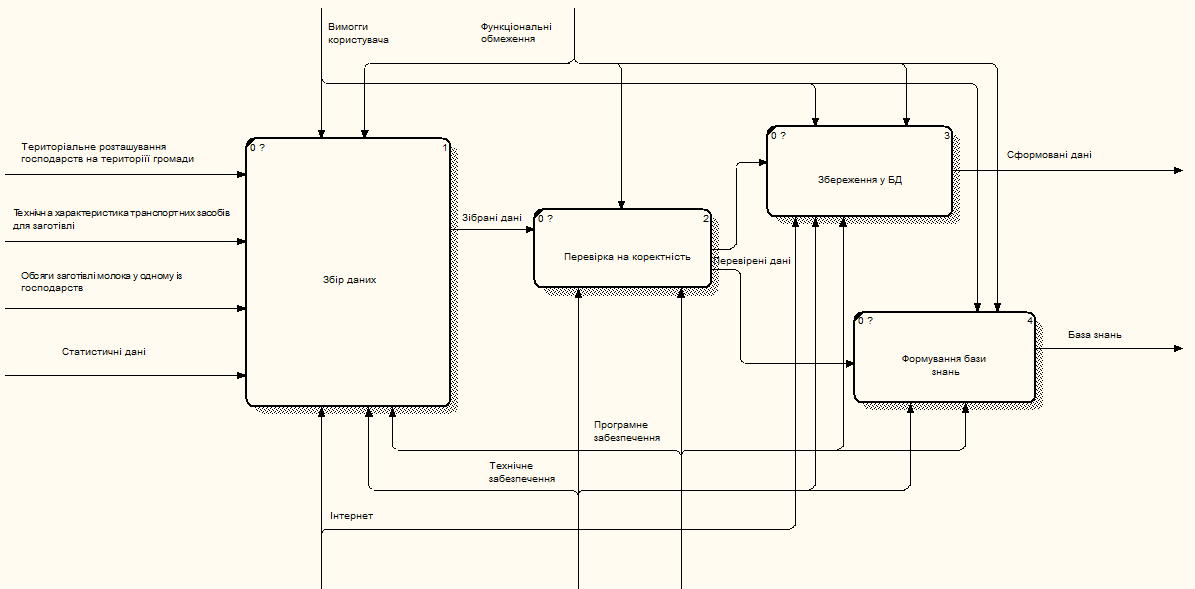 Вимогги
користувача
Функціональні
обмеження
Територіальне розташування
господарств на територіїї громади
0 ?
1
Збір даних
Технічна характеристика транспортних засобів
для заготівлі
Обсяги заготівлі молока у одному із
господарств
Статистичні дані
Зібрані дані
0 ?
2
Перевірка на коректність
0 ?
3
Збереження у БД
Сформовані дані
Перевірені дані
0 ?
4
Формування бази
знань
База знань
Програмне
забезпечення
Технічне
забезпечення
Інтернет